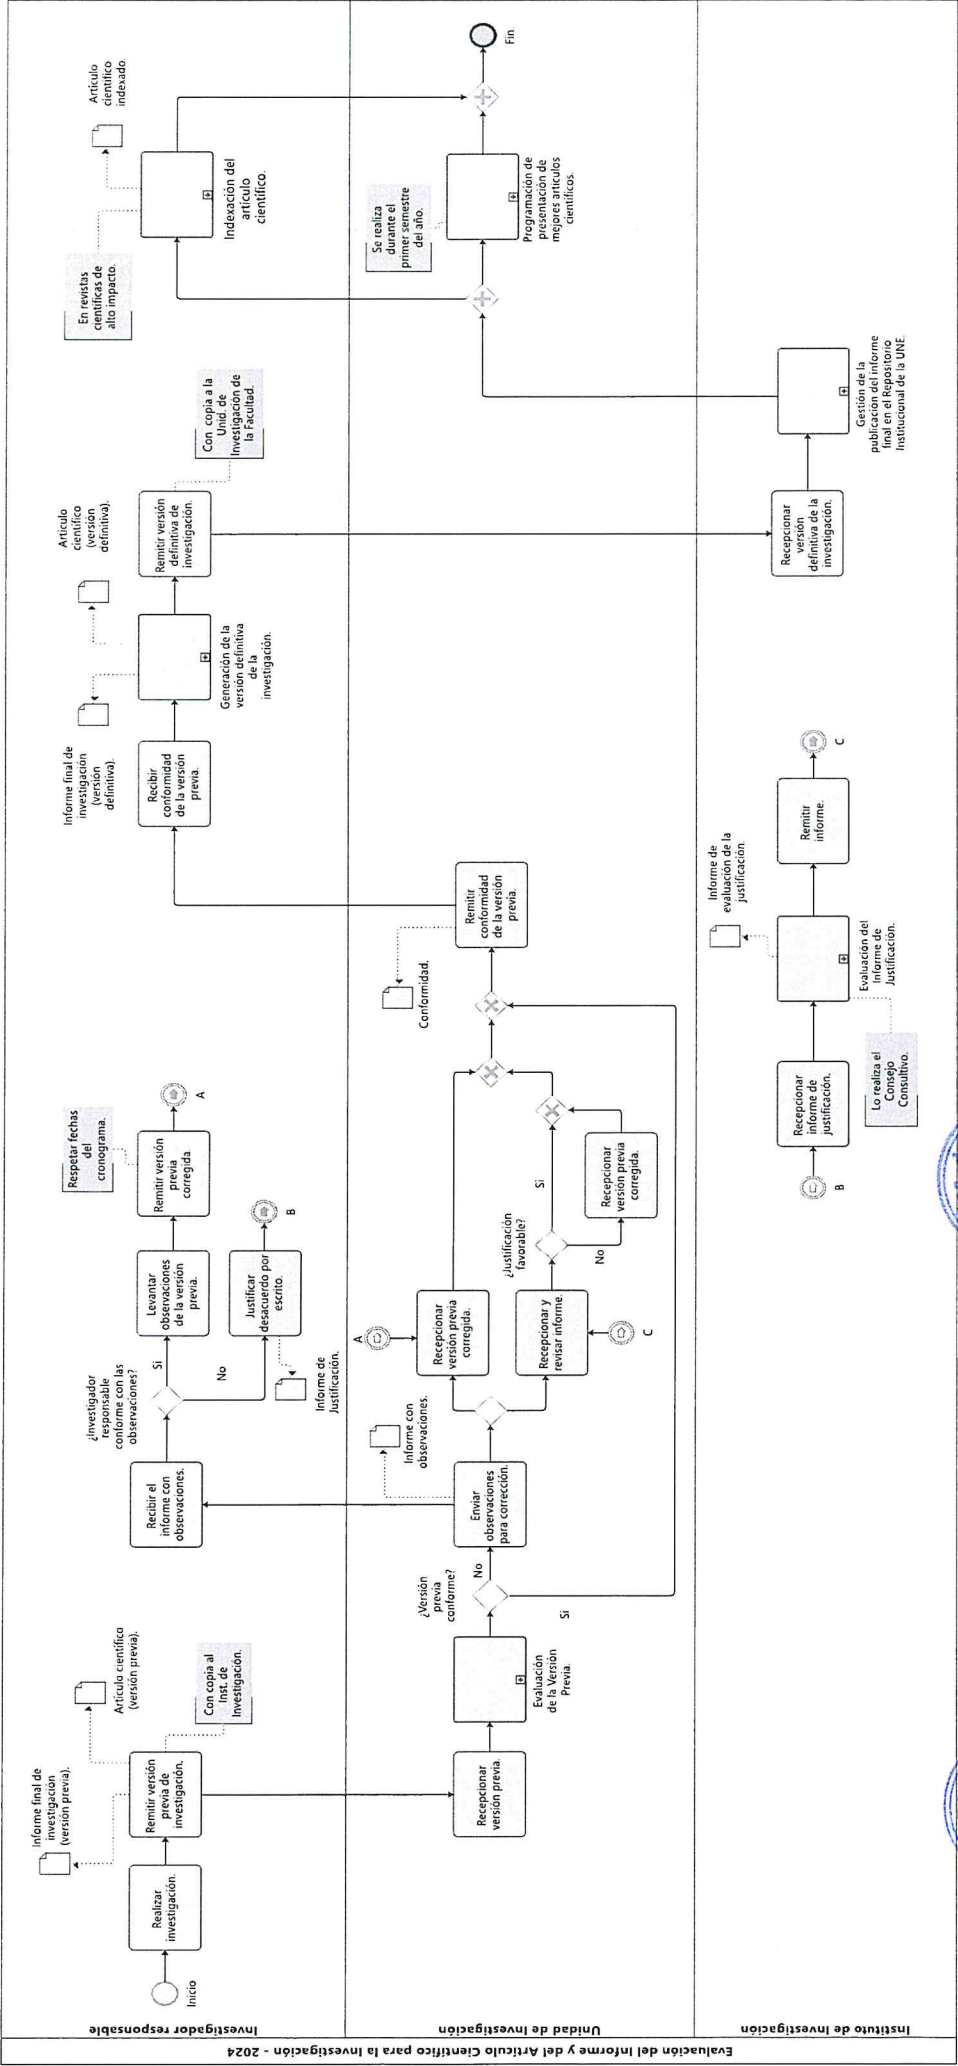 Evaluación del Informe y del Artículo Científico para la Investigación - 2024
Investigador responsable
Inicio
Realizar
investigación.
Informe final de
investigación
(versión previa).
Remitir versión
previa de
investigación.
Artículo científico
(versión previa).
Con copia al
Inst. de
Investigación.
Recibir el
informe con
observaciones.
¿Investigador
responsable
conforme con las
observaciones?
Si
No
Levantar
observaciones
de la versión
previa.
Justificar
desacuerdo por
escrito.
Informe de
Justificación.
Respetar fechas
del
cronograma.
Remitir versión
previa
corregida.
A
B
Recibir
conformidad
de la versión
previa.
Informe final de
investigación
(versión
definitiva).
Generación de la
versión definitiva
de la
investigación.
Artículo
científico
(versión
definitiva).
Remitir versión
definitiva de
investigación.
Con copia a la
Unid. de
Investigación de
la Facultad.
En revistas
científicas de
alto impacto.
Indexación del
artículo
científico.
Artículo
científico
indexado.
Unidad de Investigación
Recepcionar
versión previa.
Evaluación
de la Versión
Previa.
¿Versión
previa
conforme?
No
Si
Enviar
observaciones
para corrección.
Informe con
observaciones.
A
Recepcionar
versión previa
corregida.
Recepcionar y
revisar informe.
C
¿Justificación
favorable?
Si
No
Recepcionar
versión previa
corregida.
Conformidad.
Remitir
conformidad
de la versión
previa.
Se realiza
durante el
primer semestre
del año.
Programación de
presentación de
mejores artículos
científicos.
Fin
Instituto de Investigación
B
Recepcionar
informe de
justificación.
Lo realiza el
Consejo
Consultivo.
Evaluación del
Informe de
Justificación.
Informe de
evaluación de la
justificación.
Remitir
informe.
C
Recepcionar
versión
definitiva de la
investigación.
Gestión de la
publicación del informe
final en el Repositorio
Institucional de la UNE.